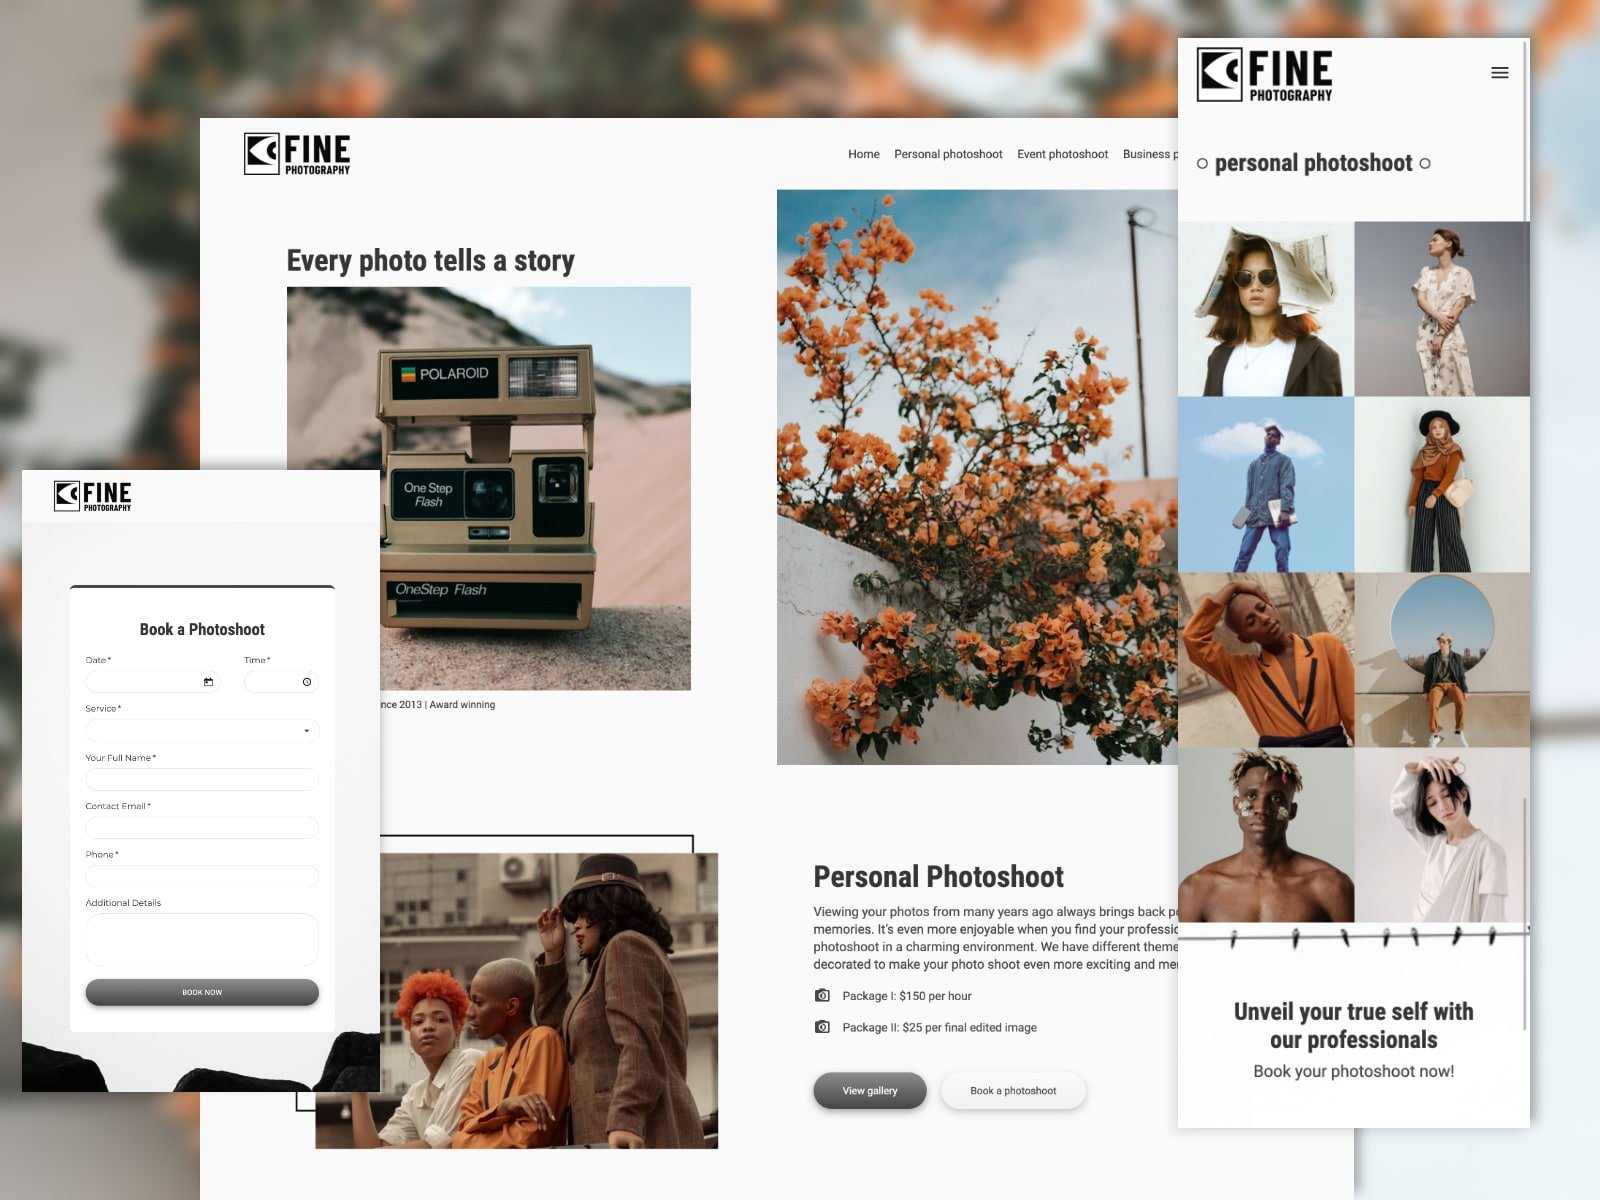 FINE
PHOTOGRAPHY
Home Personal photoshoot Event photoshoot Business
Every photo tells a story
POLAROID
One Step
Flash
OneStep Flash
2013 | Award winning
Personal Photoshoot
Viewing your photos from many years ago always brings back
memories. It's even more enjoyable when you find your
photoshoot in a charming environment. We have different
decorated to make your photo shoot even more exciting and
Package I: $150 per hour
Package II: $25 per final edited image
View gallery
Book a photoshoot
FINE
PHOTOGRAPHY
Book a Photoshoot
Date* Time*
Service*
Your Full Name*
Contact Email*
Phone*
Additional Details
BOOK NOW
FINE
PHOTOGRAPHY
personal photoshoot
Unveil your true self with
our professionals
Book your photoshoot now!